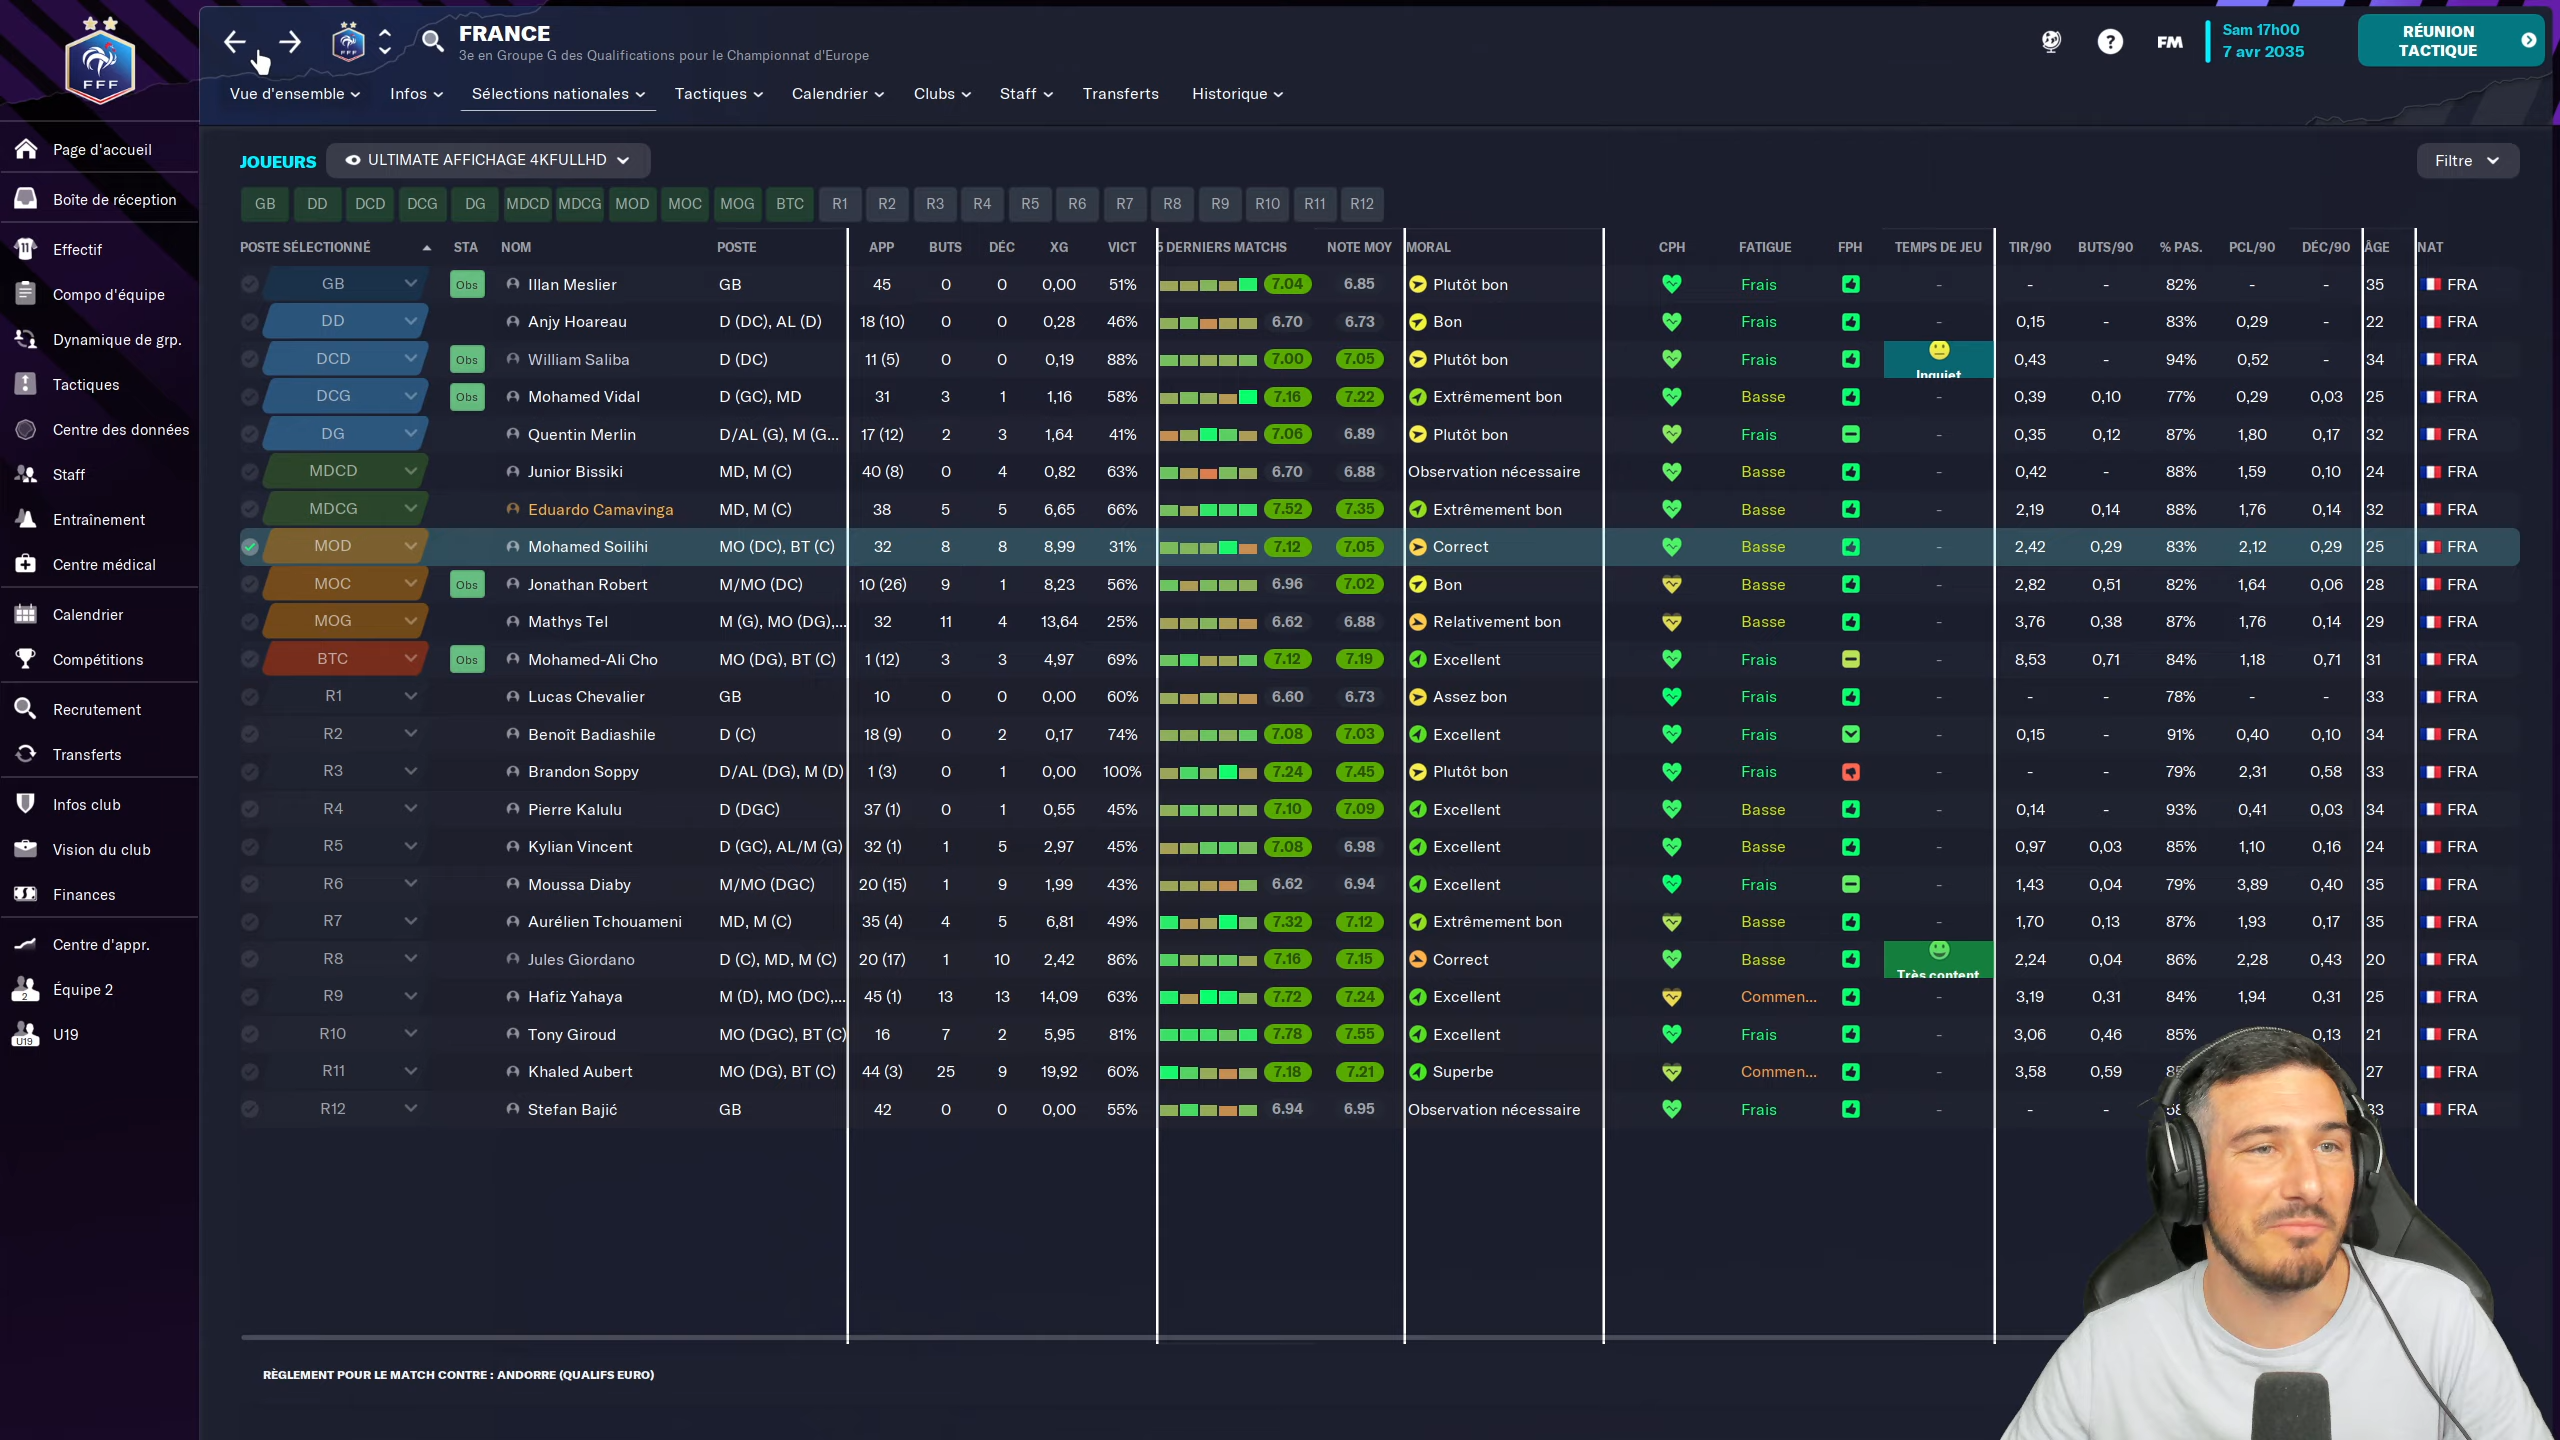 FFF
FRANCE
3e en Groupe G des Qualifications pour le Championnat d'Europe
FM
Sam 17h00
7 avr 2035
RÉUNION
TACTIQUE
Vue d'ensemble Infos Sélections nationales Tactiques Calendrier Clubs Staff Transferts Historique
Page d'accueil
Boîte de réception
Effectif
Compo d'équipe
Dynamique de grp.
Tactiques
Centre des données
Staff
Entraînement
Centre médical
Calendrier
Compétitions
Recrutement
Transferts
Infos club
Vision du club
Finances
Centre d'appr.
2 Équipe 2
U19 U19
JOUEURS ULTIMATE AFFICHAGE 4KFULLHD Filtre
GB DD DCD DCG DG MDCD MDCG MOD MOC MOG BTC R1 R2 R3 R4 R5 R6 R7 R8 R9 R10 R11 R12
POSTE SÉLECTIONNÉ STA NOM POSTE APP BUTS DÉC XG VICT 5 DERNIERS MATCHS NOTE MOY MORAL CPH FATIGUE FPH TEMPS DE JEU TIR/90 BUTS/90 % PAS. PCL/90 DÉC/90 ÂGE NAT
GB Obs Illan Meslier GB 45 0 0 0,00 51% 7.04 6.85 Plutôt bon Frais - - - 82% - - 35 FRA
DD Anjy Hoareau D (DC), AL (D) 18 (10) 0 0 0,28 46% 6.70 6.73 Bon Frais - 0,15 - 83% 0,29 - 22 FRA
DCD Obs William Saliba D (DC) 11 (5) 0 0 0,19 88% 7.00 7.05 Plutôt bon Frais Inquiet 0,43 - 94% 0,52 - 34 FRA
DCG Obs Mohamed Vidal D (GC), MD 31 3 1 1,16 58% 7.16 7.22 Extrêmement bon Basse - 0,39 0,10 77% 0,29 0,03 25 FRA
DG Quentin Merlin D/AL (G), M (G... 17 (12) 2 3 1,64 41% 7.06 6.89 Plutôt bon Frais - 0,35 0,12 87% 1,80 0,17 32 FRA
MDCD Junior Bissiki MD, M (C) 40 (8) 0 4 0,82 63% 6.70 6.88 Observation nécessaire Basse - 0,42 - 88% 1,59 0,10 24 FRA
MDCG Eduardo Camavinga MD, M (C) 38 5 5 6,65 66% 7.52 7.35 Extrêmement bon Basse - 2,19 0,14 88% 1,76 0,14 32 FRA
MOD Mohamed Soilihi MO (DC), BT (C) 32 8 8 8,99 31% 7.12 7.05 Correct Basse - 2,42 0,29 83% 2,12 0,29 25 FRA
MOC Obs Jonathan Robert M/MO (DC) 10 (26) 9 1 8,23 56% 6.96 7.02 Bon Basse - 2,82 0,51 82% 1,64 0,06 28 FRA
MOG Mathys Tel M (G), MO (DG),... 32 11 4 13,64 25% 6.62 6.88 Relativement bon Basse - 3,76 0,38 87% 1,76 0,14 29 FRA
BTC Obs Mohamed-Ali Cho MO (DG), BT (C) 1 (12) 3 3 4,97 69% 7.12 7.19 Excellent Frais - 8,53 0,71 84% 1,18 0,71 31 FRA
R1 Lucas Chevalier GB 10 0 0 0,00 60% 6.60 6.73 Assez bon Frais - - - 78% - - 33 FRA
R2 Benoît Badiashile D (C) 18 (9) 0 2 0,17 74% 7.08 7.03 Excellent Frais - 0,15 - 91% 0,40 0,10 34 FRA
R3 Brandon Soppy D/AL (DG), M (D) 1 (3) 0 1 0,00 100% 7.24 7.45 Plutôt bon Frais - - - 79% 2,31 0,58 33 FRA
R4 Pierre Kalulu D (DGC) 37 (1) 0 1 0,55 45% 7.10 7.09 Excellent Basse - 0,14 - 93% 0,41 0,03 34 FRA
R5 Kylian Vincent D (GC), AL/M (G) 32 (1) 1 5 2,97 45% 7.08 6.98 Excellent Basse - 0,97 0,03 85% 1,10 0,16 24 FRA
R6 Moussa Diaby M/MO (DGC) 20 (15) 1 9 1,99 43% 6.62 6.94 Excellent Frais - 1,43 0,04 79% 3,89 0,40 35 FRA
R7 Aurélien Tchouameni MD, M (C) 35 (4) 4 5 6,81 49% 7.32 7.12 Extrêmement bon Basse - 1,70 0,13 87% 1,93 0,17 35 FRA
R8 Jules Giordano D (C), MD, M (C) 20 (17) 1 10 2,42 86% 7.16 7.15 Correct Basse Très content 2,24 0,04 86% 2,28 0,43 20 FRA
R9 Hafiz Yahaya M (D), MO (DC),... 45 (1) 13 13 14,09 63% 7.72 7.24 Excellent Commen... - 3,19 0,31 84% 1,94 0,31 25 FRA
R10 Tony Giroud MO (DGC), BT (C) 16 7 2 5,95 81% 7.78 7.55 Excellent Frais - 3,06 0,46 85% 0,13 21 FRA
R11 Khaled Aubert MO (DG), BT (C) 44 (3) 25 9 19,92 60% 7.18 7.21 Superbe Commen... - 3,58 0,59 27 FRA
R12 Stefan Bajić GB 42 0 0 0,00 55% 6.94 6.95 Observation nécessaire Frais - - - 33 FRA
RÈGLEMENT POUR LE MATCH CONTRE : ANDORRE (QUALIFS EURO)